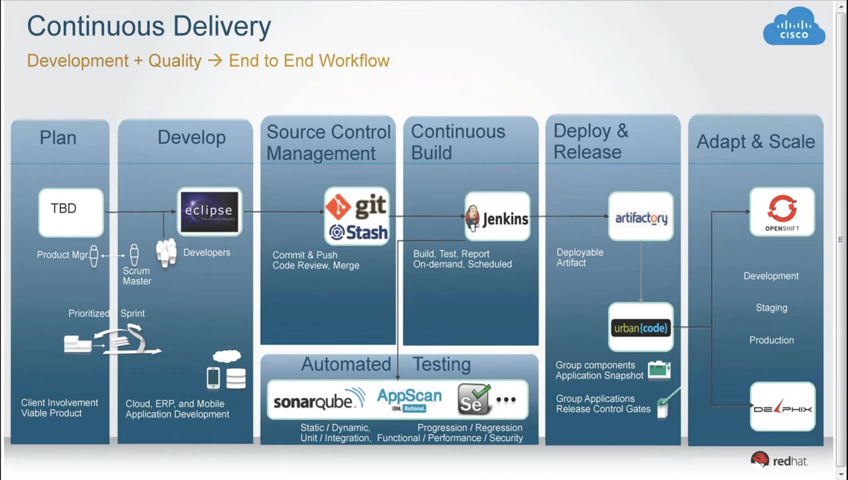 Continuous Delivery
CISCO
Development + Quality → End to End Workflow
Plan
Develop
Source Control
Management
Continuous
Build
Deploy &
Release
Adapt & Scale
TBD
eclipse
git
Stash
Jenkins
artifactory
OPENSHIFT
Product Mgr.
Scrum
Master
Developers
Commit & Push
Code Review, Merge
Build, Test, Report
On-demand, Scheduled
Deployable
Artifact
Development
Staging
Production
Prioritized Sprint
urban{code}
Group components
Application Snapshot
Group Applications
Release Control Gates
Client Involvement
Viable Product
Cloud, ERP, and Mobile
Application Development
Automated Testing
sonarqube
AppScan
IBM. Rational.
Se
...
DELPHIX
Static / Dynamic, Progression / Regression
Unit / Integration, Functional / Performance / Security
redhat.